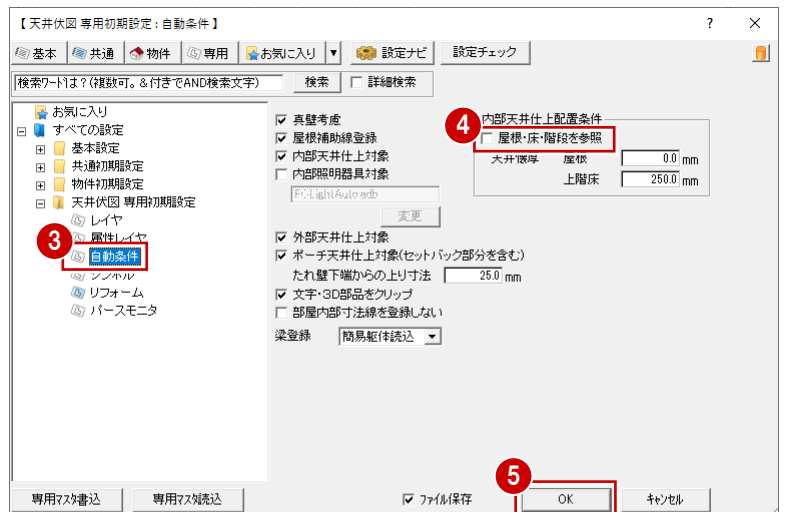 【 天井伏図 専用初期設定 : 自動条件 】 ? ×
基本 共通 物件 専用 お気に入り ▼ 設定ナビ 設定チェック
検索ワードは?(複数可。&付きでAND検索文字) 検索 詳細検索
お気に入り
すべての設定
基本設定
共通初期設定
物件初期設定
天井伏図 専用初期設定
レイヤ
属性レイヤ
3
自動条件
シンボル
リフォーム
パースモニタ
真壁考慮
屋根補助線登録
内部天井仕上対象
内部照明器具対象
FC:LightAuto.adb
変更
外部天井仕上対象
ポーチ天井仕上対象(セットバック部分を含む)
たれ壁下端からの上り寸法 25.0 mm
文字・3D部品をクリップ
部屋内部寸法線を登録しない
梁登録 簡易躯体読込
内部天井仕上配置条件
4
屋根・床・階段を参照
天井懐厚 屋根 0.0 mm
上階床 250.0 mm
5
専用マスタ書込 専用マスタ読込 ファイル保存 OK キャンセル